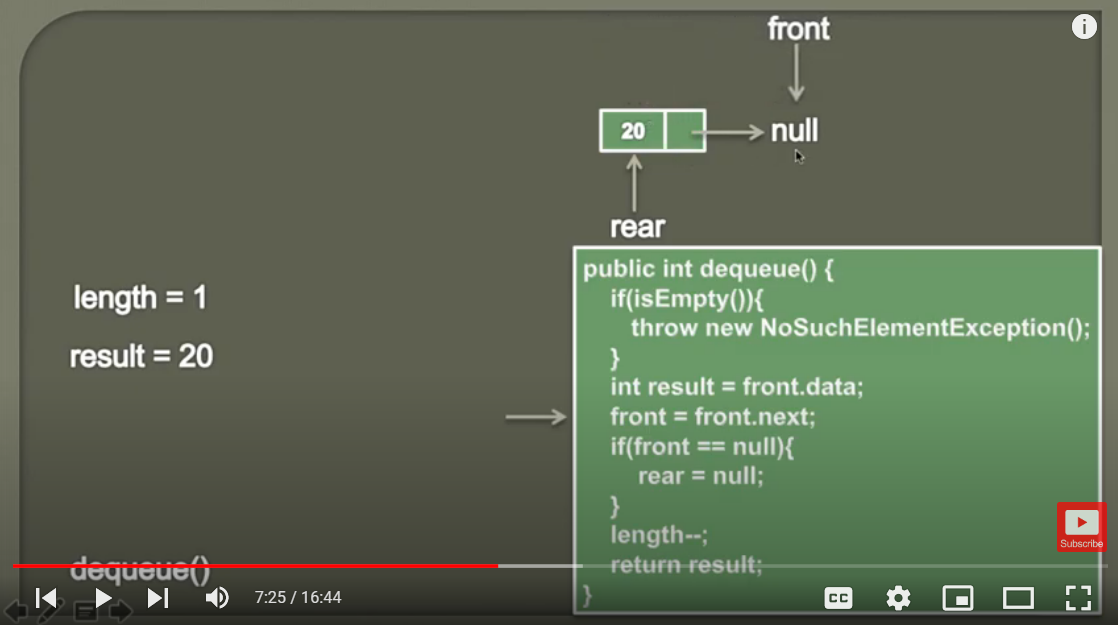 front
20
null
rear
length = 1
result = 20
public int dequeue() {
if(isEmpty()){
throw new NoSuchElementException();
}
int result = front.data;
front = front.next;
if(front == null){
rear = null;
}
length--;
return result;
}
dequeue()
Subscribe
7:25 / 16:44
CC